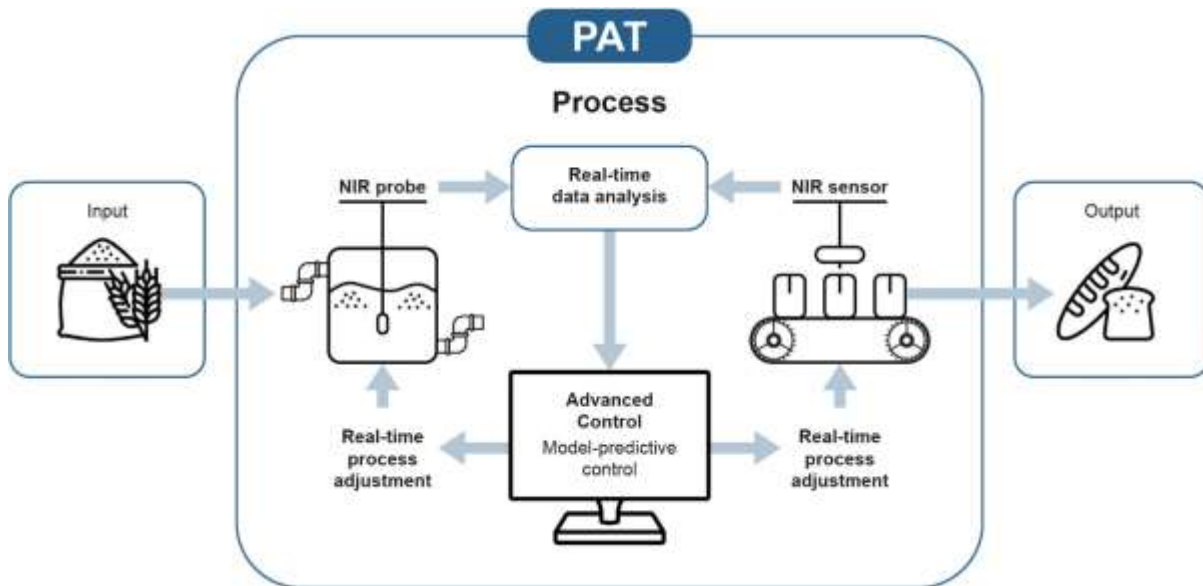 PAT
Process
Input
NIR probe
Real-time
data analysis
NIR sensor
Output
Real-time
process
adjustment
Advanced
Control
Model-predictive
control
Real-time
process
adjustment